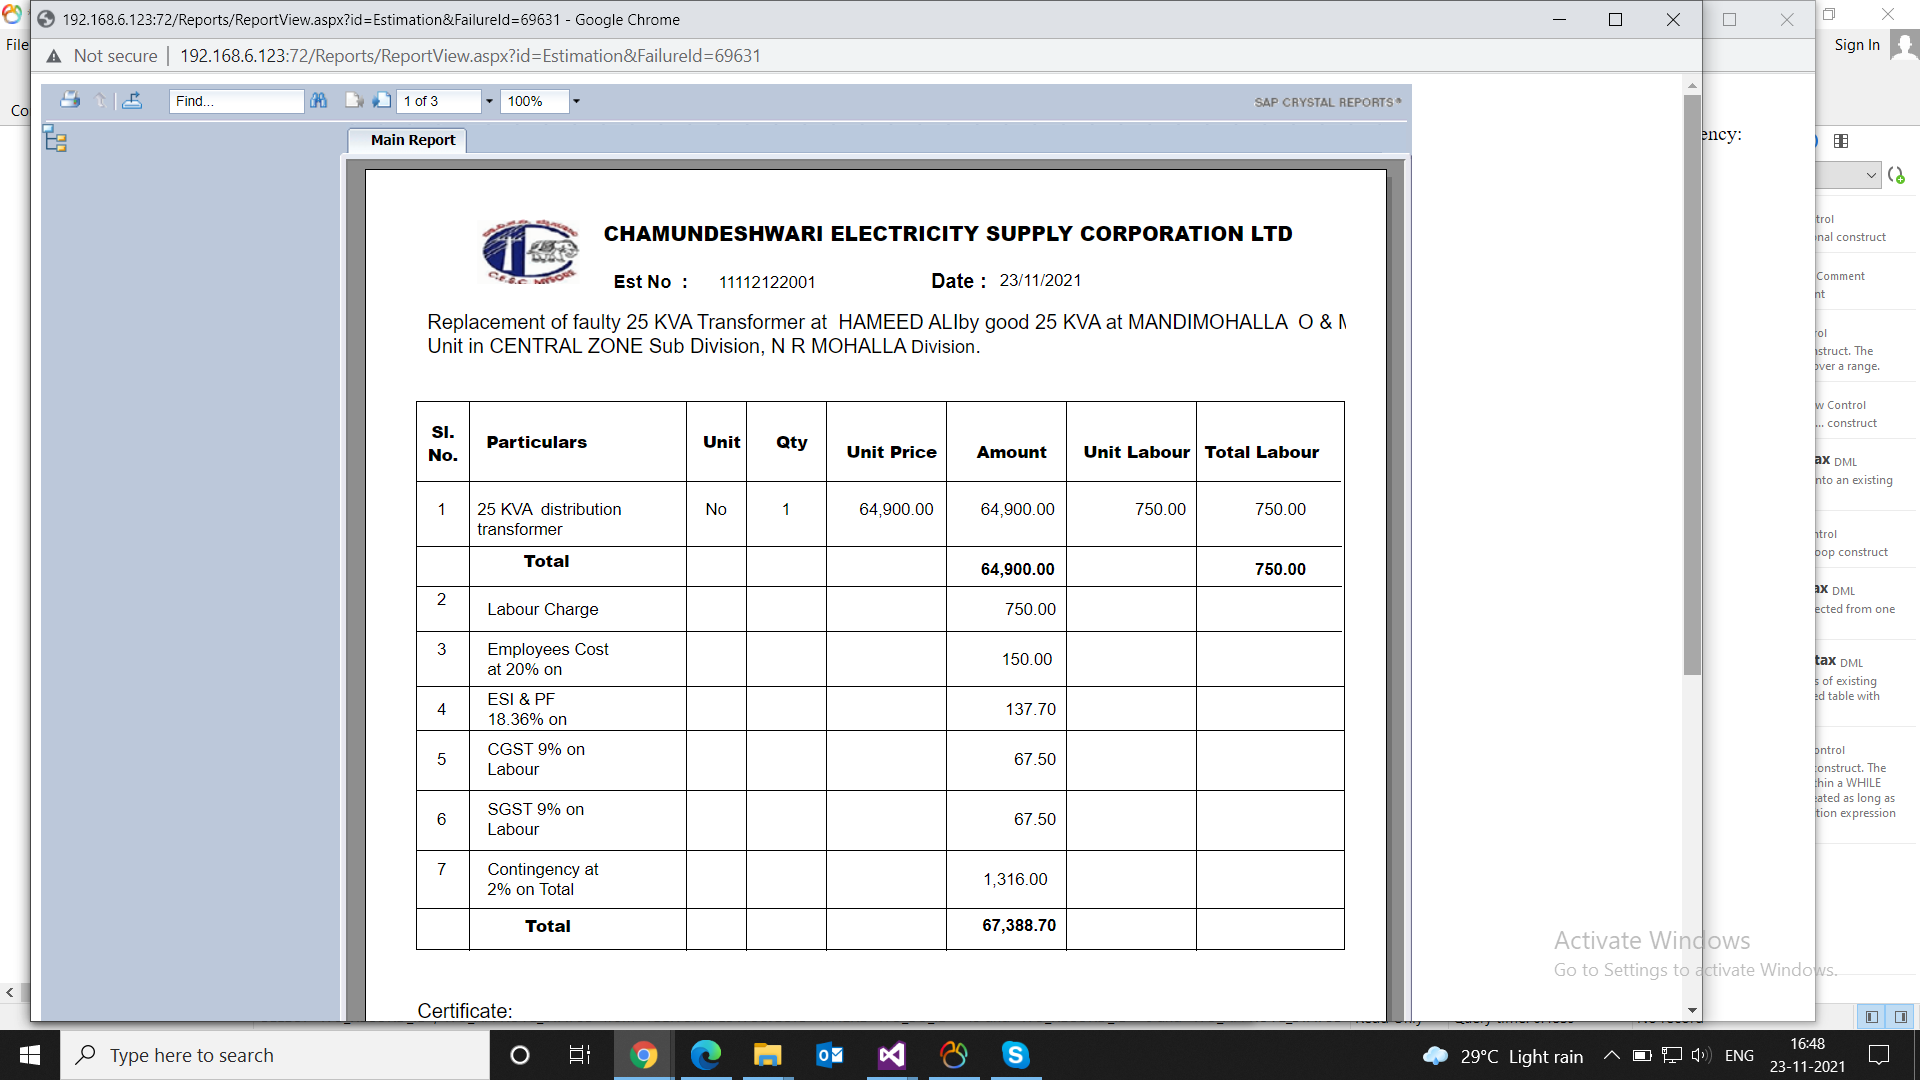 192.168.6.123:72/Reports/ReportView.aspx?id=Estimation&FailureId=69631 - Google Chrome
File
Sign In
Not secure | 192.168.6.123:72/Reports/ReportView.aspx?id=Estimation&FailureId=69631
Co
Find...
1 of 3
100%
SAP CRYSTAL REPORTS®
Main Report
ency:
CHAMUNDESHWARI ELECTRICITY SUPPLY CORPORATION LTD
C.E.S.C. MYSORE
Est No : 11112122001 Date : 23/11/2021
Replacement of faulty 25 KVA Transformer at HAMEED ALIby good 25 KVA at MANDIMOHALLA O & M
Unit in CENTRAL ZONE Sub Division, N R MOHALLA Division.
Sl. No. Particulars Unit Qty Unit Price Amount Unit Labour Total Labour
1 25 KVA distribution transformer No 1 64,900.00 64,900.00 750.00 750.00
Total 64,900.00 750.00
2 Labour Charge 750.00
3 Employees Cost at 20% on 150.00
4 ESI & PF 18.36% on 137.70
5 CGST 9% on Labour 67.50
6 SGST 9% on Labour 67.50
7 Contingency at 2% on Total 1,316.00
Total 67,388.70
Certificate:
trol
nal construct
Comment
nt
rol
nstruct. The
over a range.
w Control
... construct
ax DML
nto an existing
ntrol
oop construct
ax DML
ected from one
tax DML
s of existing
ed table with
ontrol
onstruct. The
thin a WHILE
eated as long as
tion expression
Activate Windows
Go to Settings to activate Windows.
Type here to search
29°C Light rain
ENG
16:48
23-11-2021